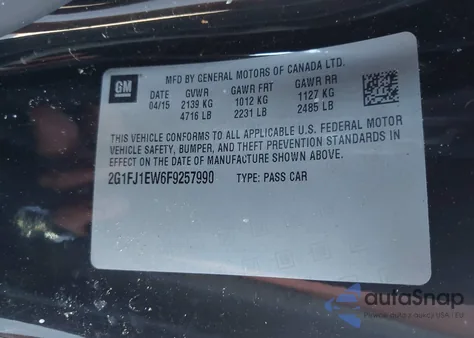 MFD BY GENERAL MOTORS OF CANADA LTD.
GM
DATE GVWR GAWR FRT GAWR RR
04/15 2139 KG 1012 KG 1127 KG
4716 LB 2231 LB 2485 LB
THIS VEHICLE CONFORMS TO ALL APPLICABLE U.S. FEDERAL MOTOR
VEHICLE SAFETY, BUMPER, AND THEFT PREVENTION STANDARDS IN
EFFECT ON THE DATE OF MANUFACTURE SHOWN ABOVE.
2G1FJ1EW6F9257990 TYPE: PASS CAR
autoSnap